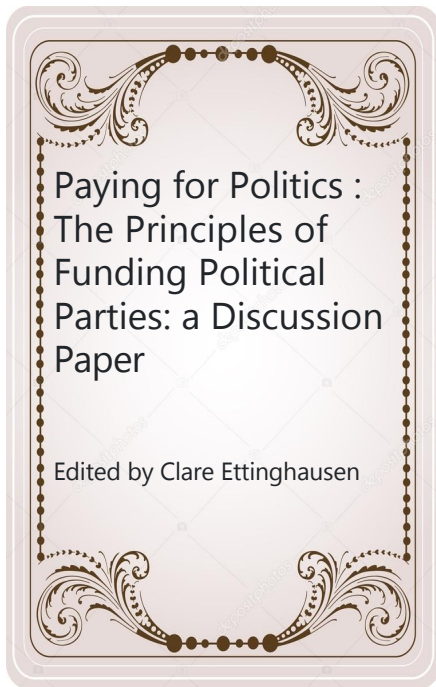 Paying for Politics :
The Principles of
Funding Political
Parties: a Discussion
Paper
Edited by Clare Ettinghausen